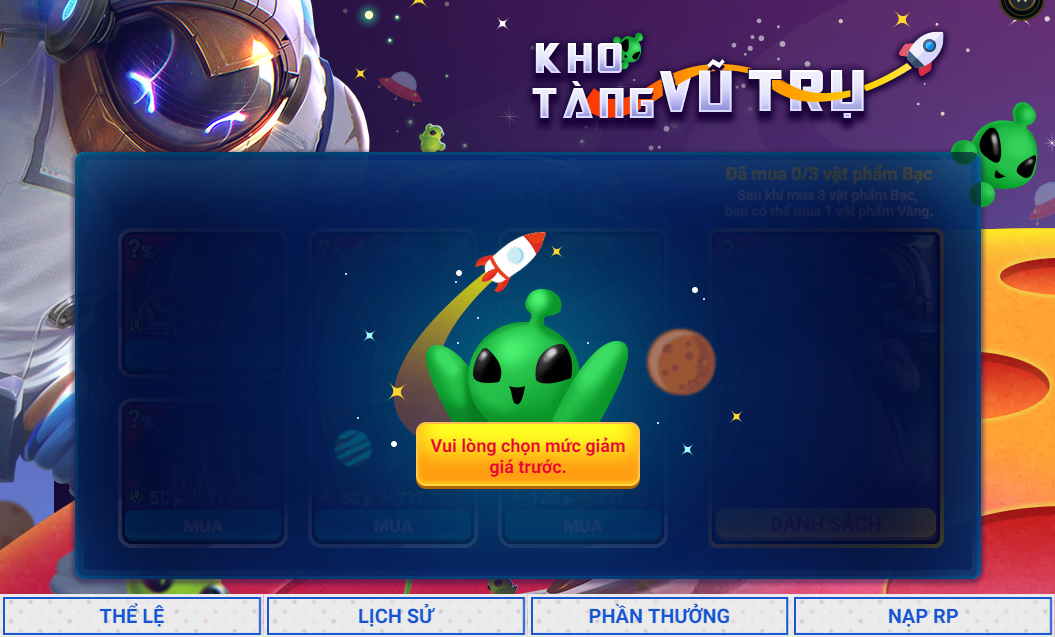 KHO
TÀNG VŨ TRỤ
Đã mua 0/3 vật phẩm Bạc
Sau khi mua 3 vật phẩm Bạc,
bạn có thể mua 1 vật phẩm Vàng.
?%
?%
?%
?%
Vui lòng chọn mức giảm
giá trước.
50 ???
30 ???
???
MUA
MUA
MUA
DANH SÁCH
THỂ LỆ
LỊCH SỬ
PHẦN THƯỞNG
NẠP RP